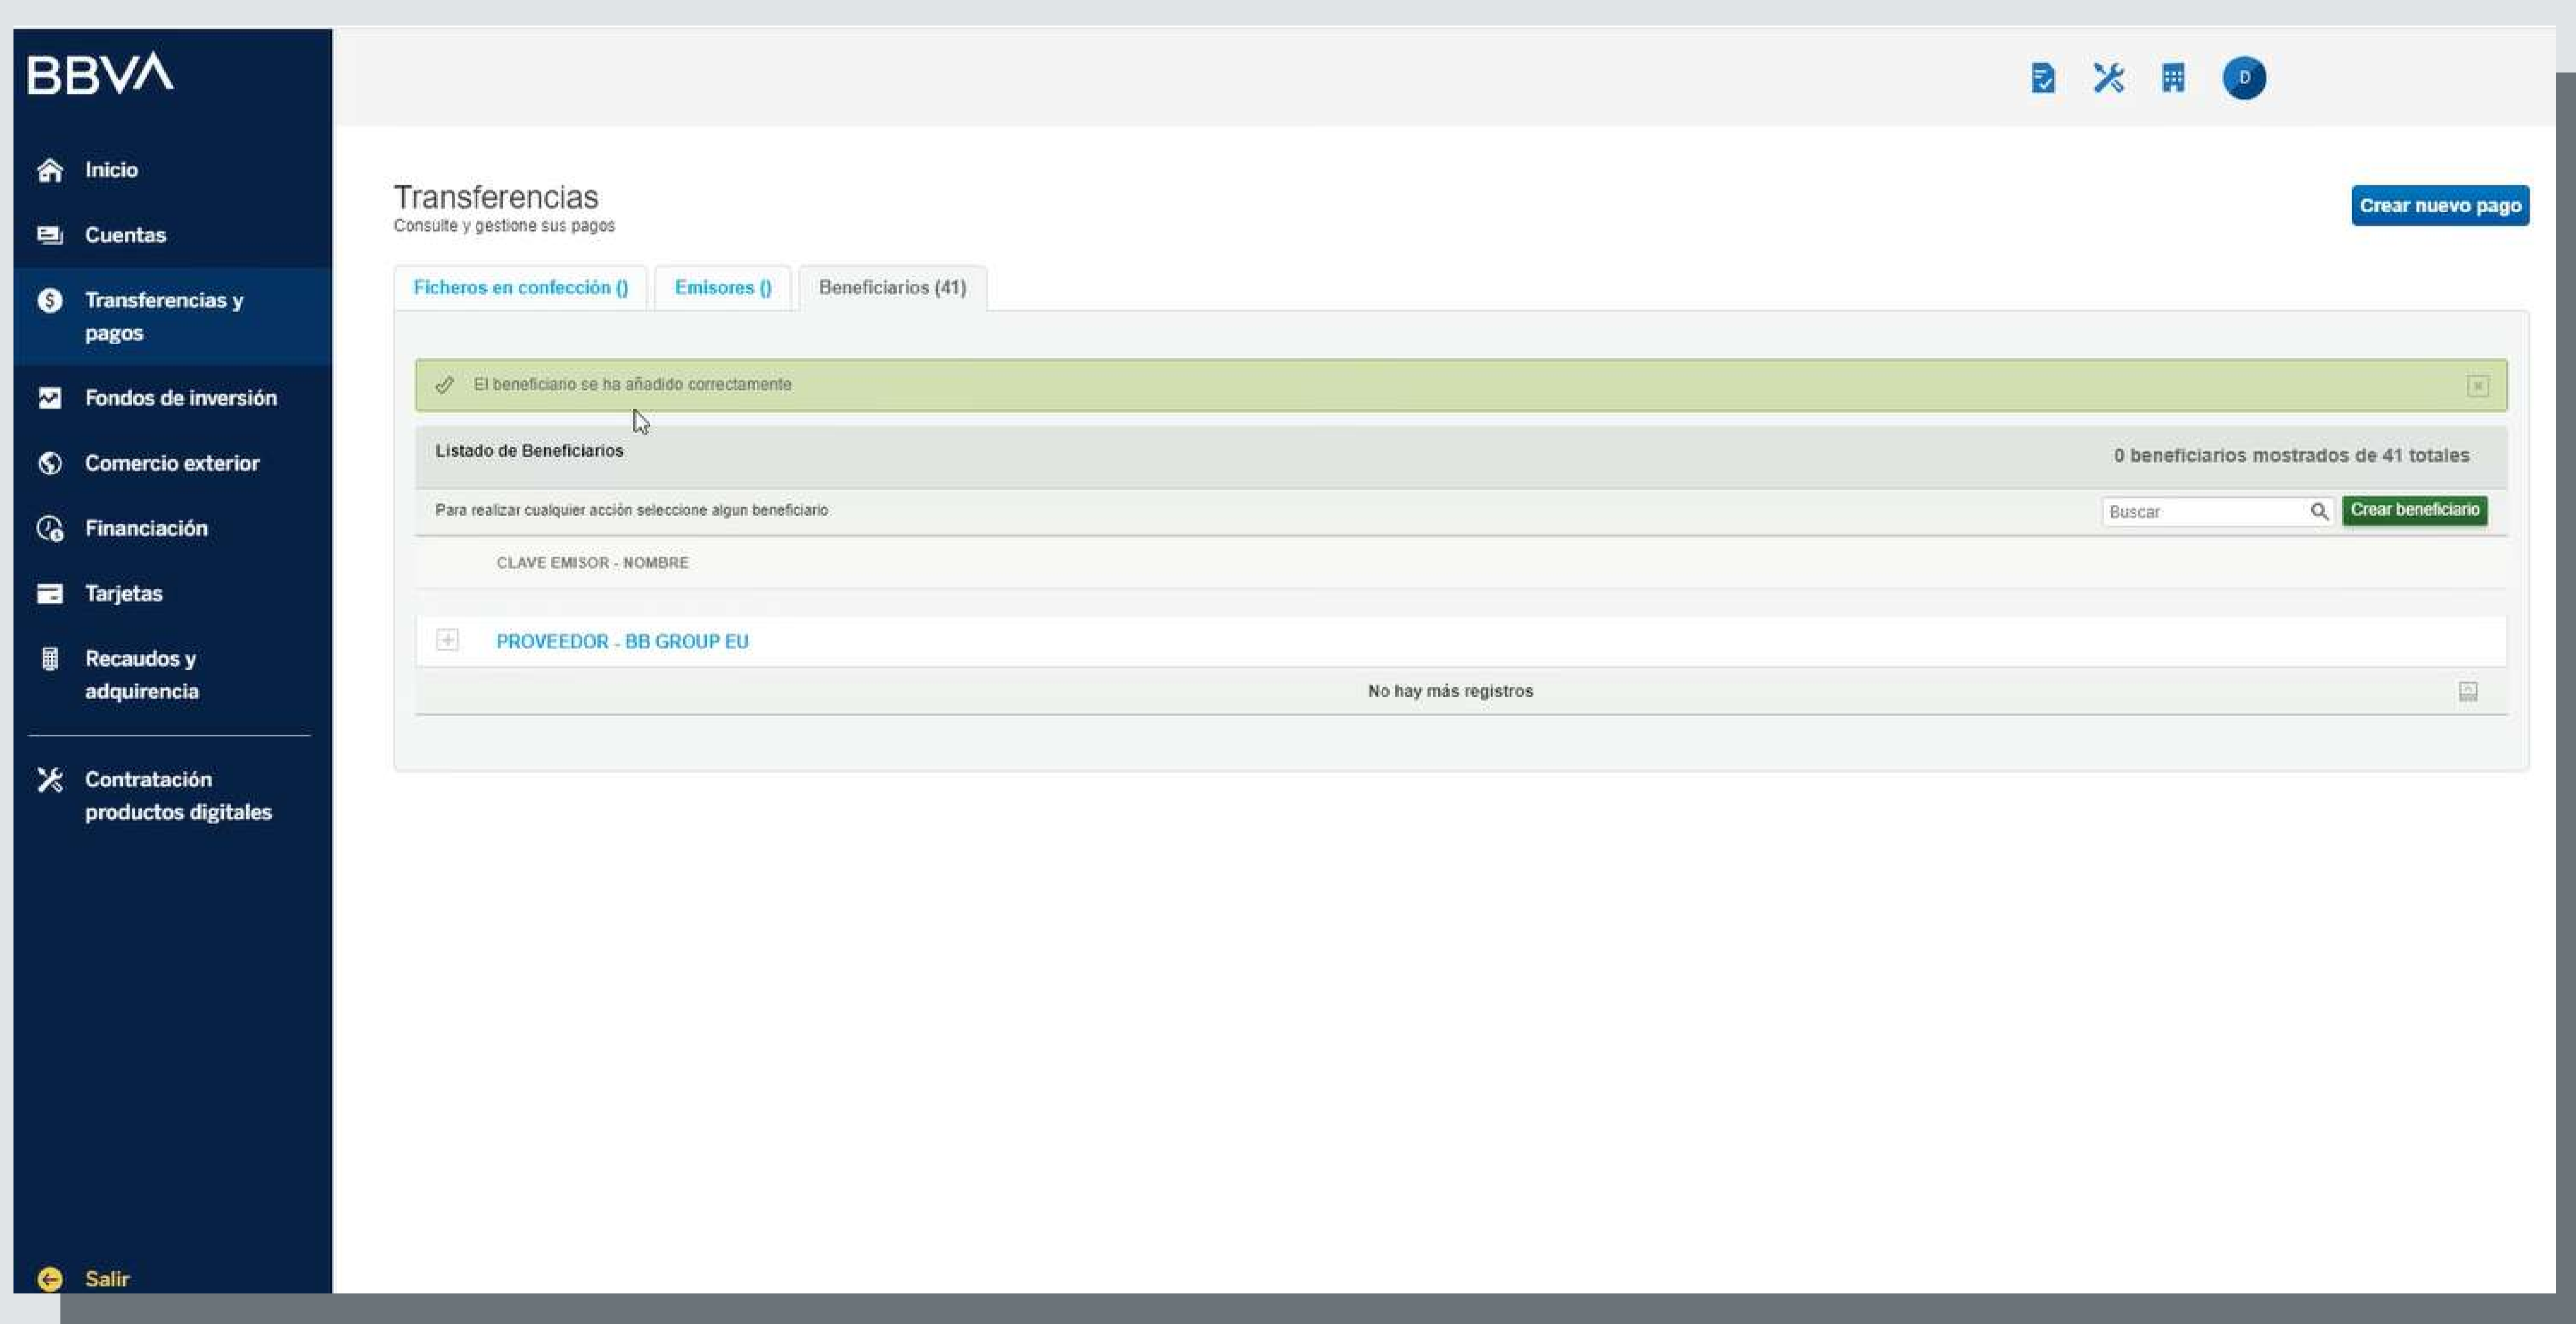 BBVA
D
Inicio
Cuentas
Transferencias y
pagos
Fondos de inversión
Comercio exterior
Financiación
Tarjetas
Recaudos y
adquirencia
Contratación
productos digitales
Salir
Transferencias
Consulte y gestione sus pagos
Crear nuevo pago
Ficheros en confección ()
Emisores ()
Beneficiarios (41)
El beneficiario se ha añadido correctamente
Listado de Beneficiarios
0 beneficiarios mostrados de 41 totales
Para realizar cualquier acción seleccione algun beneficiario
Buscar
Crear beneficiario
CLAVE EMISOR - NOMBRE
PROVEEDOR - BB GROUP EU
No hay más registros